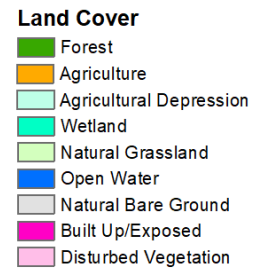 Land Cover
Forest
Agriculture
Agricultural Depression
Wetland
Natural Grassland
Open Water
Natural Bare Ground
Built Up/Exposed
Disturbed Vegetation